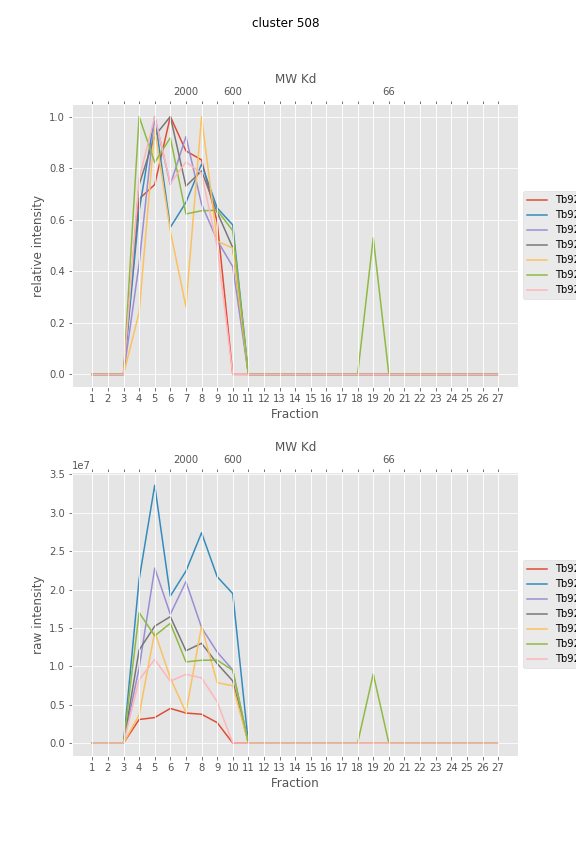 cluster 508
MW Kd
2000 600 66
1.0
0.8
0.6
0.4
0.2
0.0
relative intensity
Tb92
Tb92
Tb92
Tb92
Tb92
Tb92
Tb92
1 2 3 4 5 6 7 8 9 10 11 12 13 14 15 16 17 18 19 20 21 22 23 24 25 26 27
Fraction
MW Kd
2000 600 66
1e7
3.5
3.0
2.5
2.0
1.5
1.0
0.5
0.0
raw intensity
Tb92
Tb92
Tb92
Tb92
Tb92
Tb92
Tb92
1 2 3 4 5 6 7 8 9 10 11 12 13 14 15 16 17 18 19 20 21 22 23 24 25 26 27
Fraction